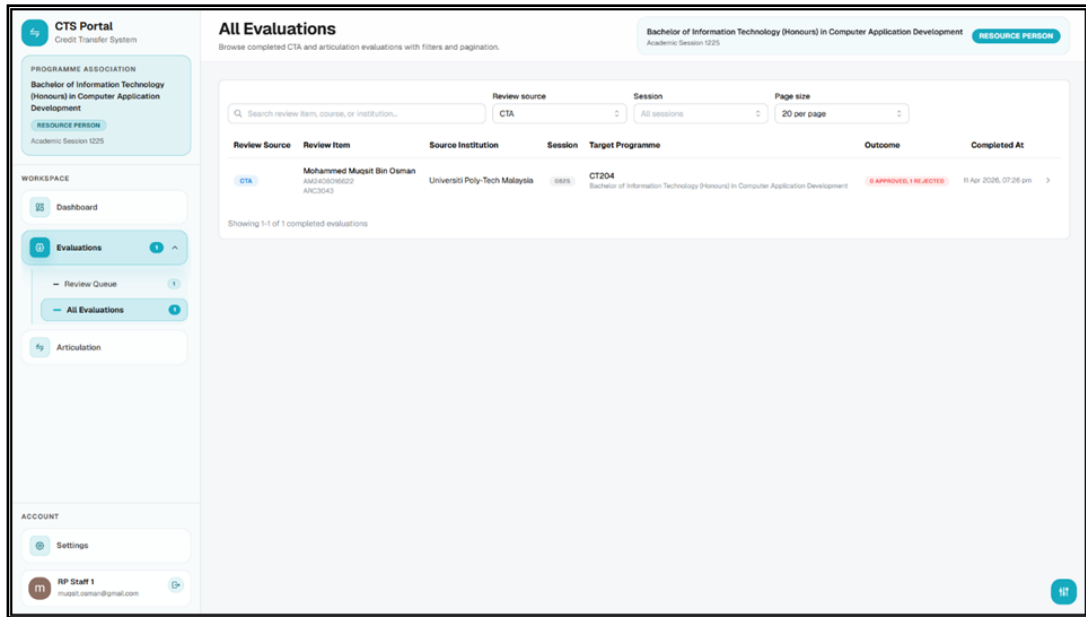 CTS Portal
Credit Transfer System
PROGRAMME ASSOCIATION
Bachelor of Information Technology
(Honours) in Computer Application
Development
RESOURCE PERSON
Academic Session 1225
WORKSPACE
Dashboard
Evaluations 1
Review Queue 1
All Evaluations 1
Articulation
ACCOUNT
Settings
m
RP Staff 1
muqsit.osman@gmail.com
All Evaluations
Browse completed CTA and articulation evaluations with filters and pagination.
Bachelor of Information Technology (Honours) in Computer Application Development
Academic Session 1225
RESOURCE PERSON
Review source Session Page size
Search review item, course, or institution... CTA All sessions 20 per page
Review Source Review Item Source Institution Session Target Programme Outcome Completed At
CTA Mohammed Muqsit Bin Osman Universiti Poly-Tech Malaysia 0825 CT204 0 APPROVED, 1 REJECTED 11 Apr 2026, 07:26 pm
AM2408016622 Bachelor of Information Technology (Honours) in Computer Application Development
ARC3043
Showing 1-1 of 1 completed evaluations